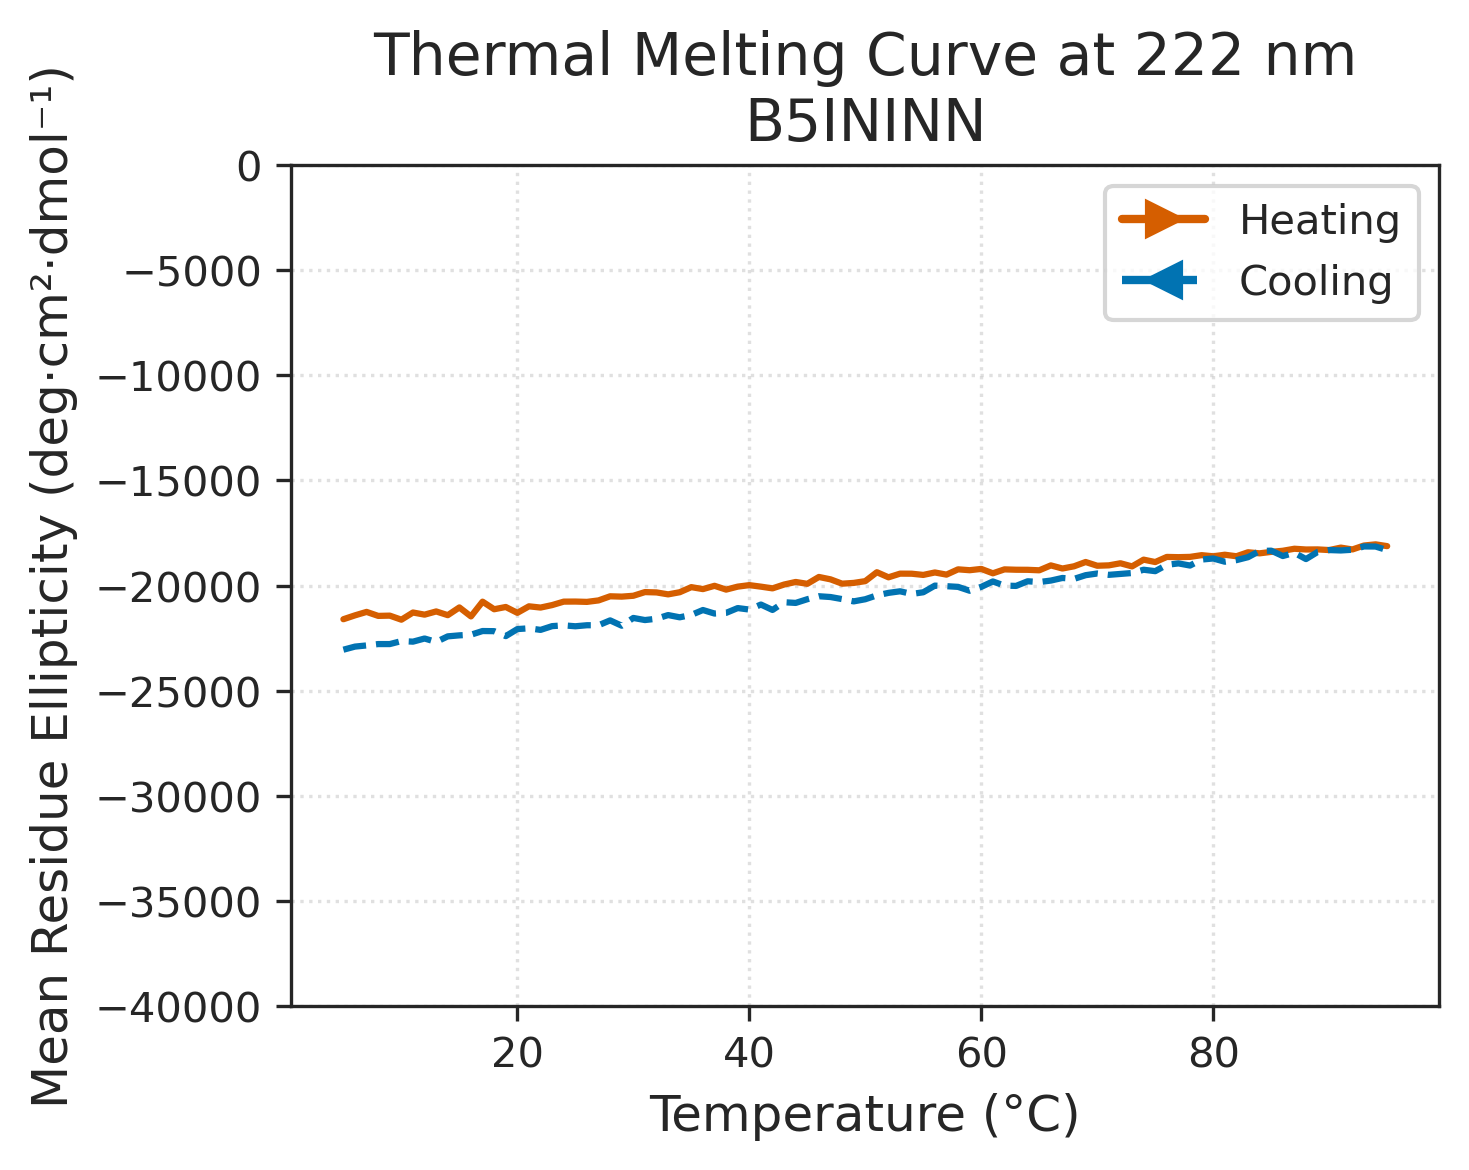 Thermal Melting Curve at 222 nm
B5ININN
Mean Residue Ellipticity (deg·cm²·dmol⁻¹)
0
−5000
−10000
−15000
−20000
−25000
−30000
−35000
−40000
Heating
Cooling
20
40
60
80
Temperature (°C)